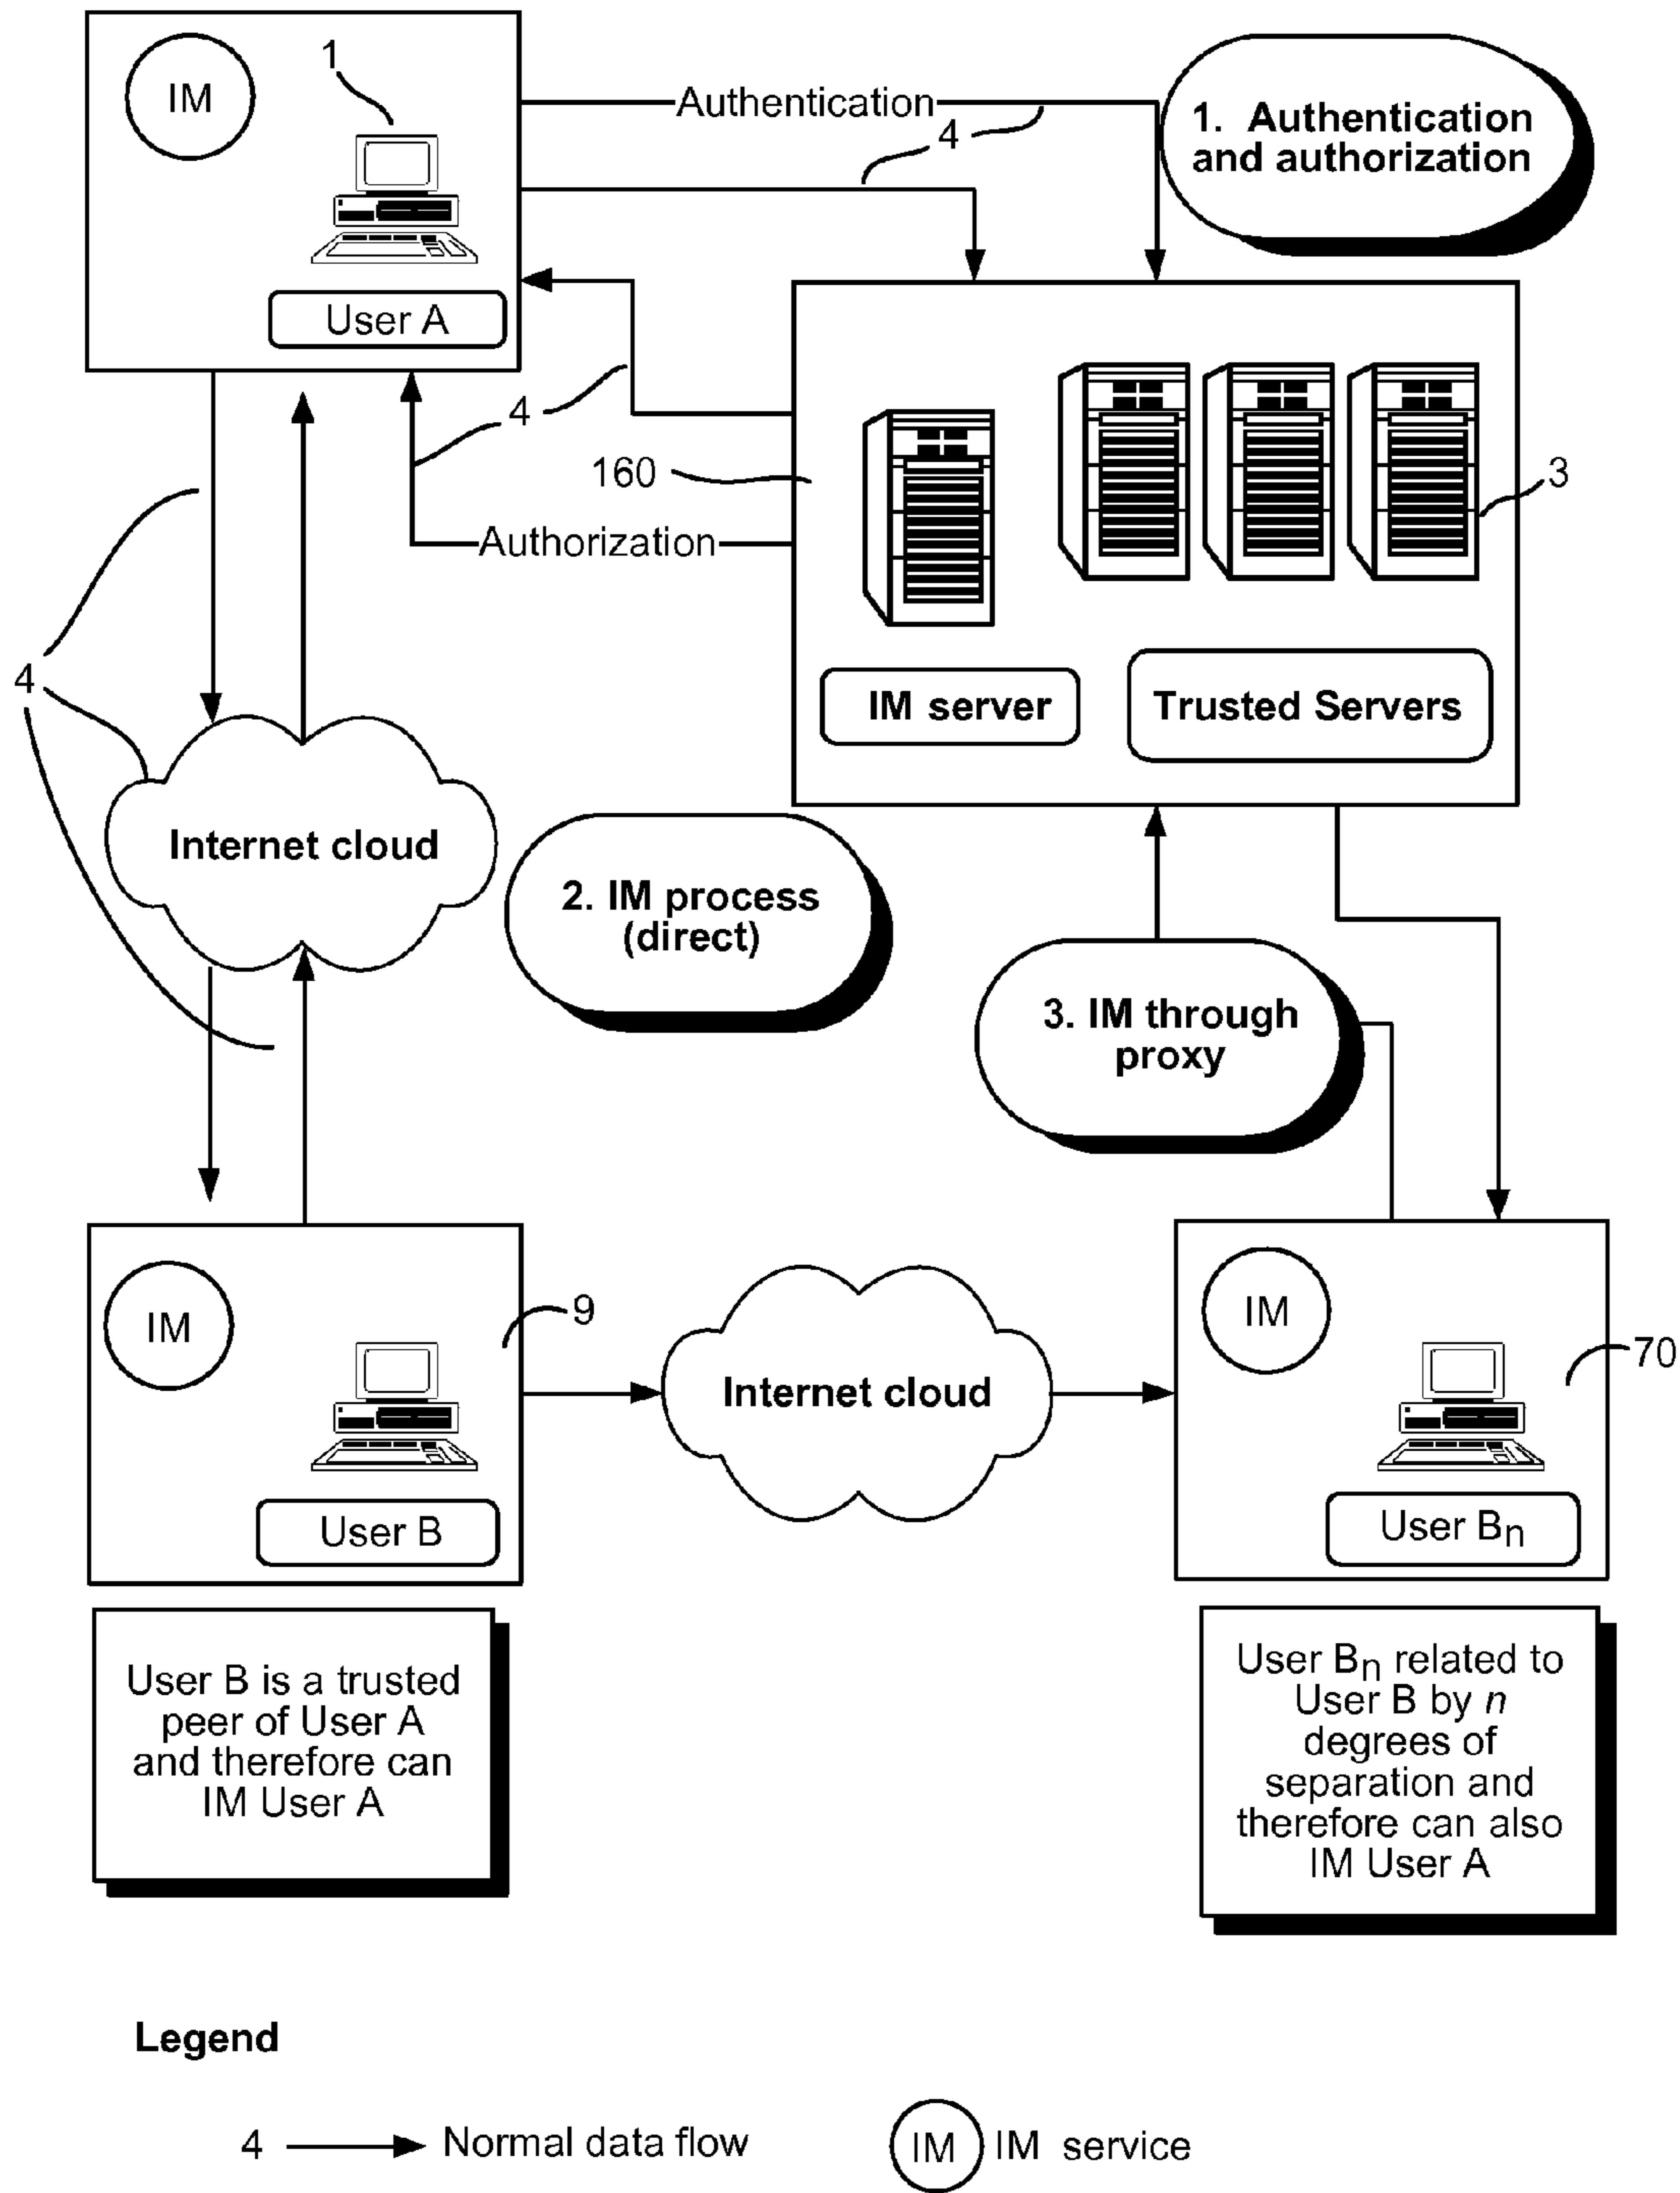 IM
1
User A
Authentication
4
1. Authentication
and authorization
4
160
3
Authorization
IM server
Trusted Servers
4
Internet cloud
2. IM process
(direct)
3. IM through
proxy
IM
9
User B
Internet cloud
IM
70
User Bn
User B is a trusted
peer of User A
and therefore can
IM User A
User Bn related to
User B by n
degrees of
separation and
therefore can also
IM User A
Legend
4
Normal data flow
IM
IM service